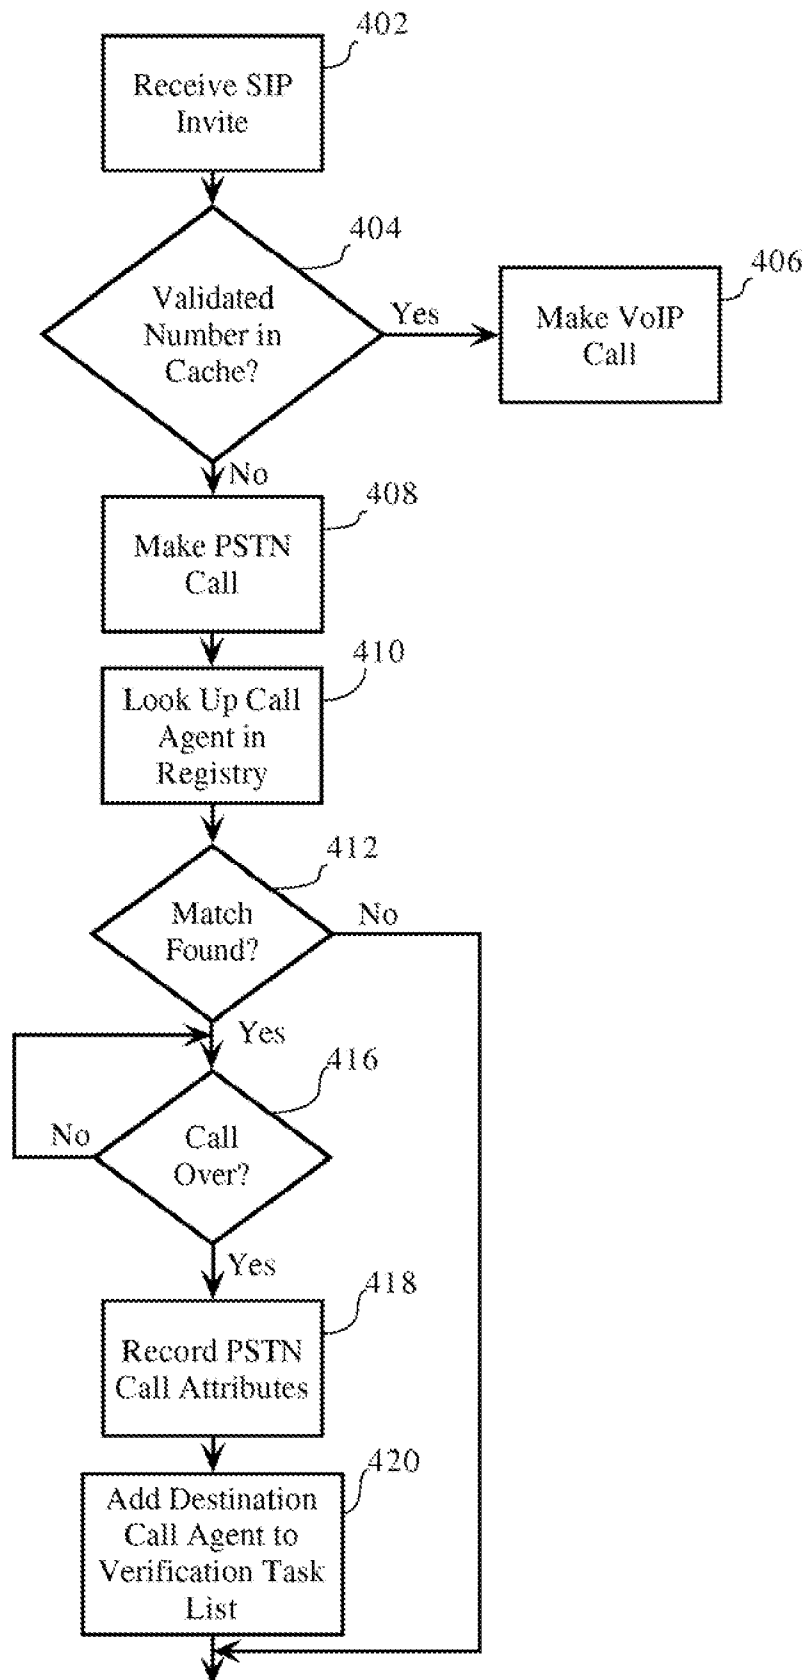 402
Receive SIP
Invite
404
Validated
Number in
Cache?
Yes
406
Make VoIP
Call
No
408
Make PSTN
Call
410
Look Up Call
Agent in
Registry
412
Match
Found?
No
Yes
416
Call
Over?
No
Yes
418
Record PSTN
Call Attributes
420
Add Destination
Call Agent to
Verification Task
List